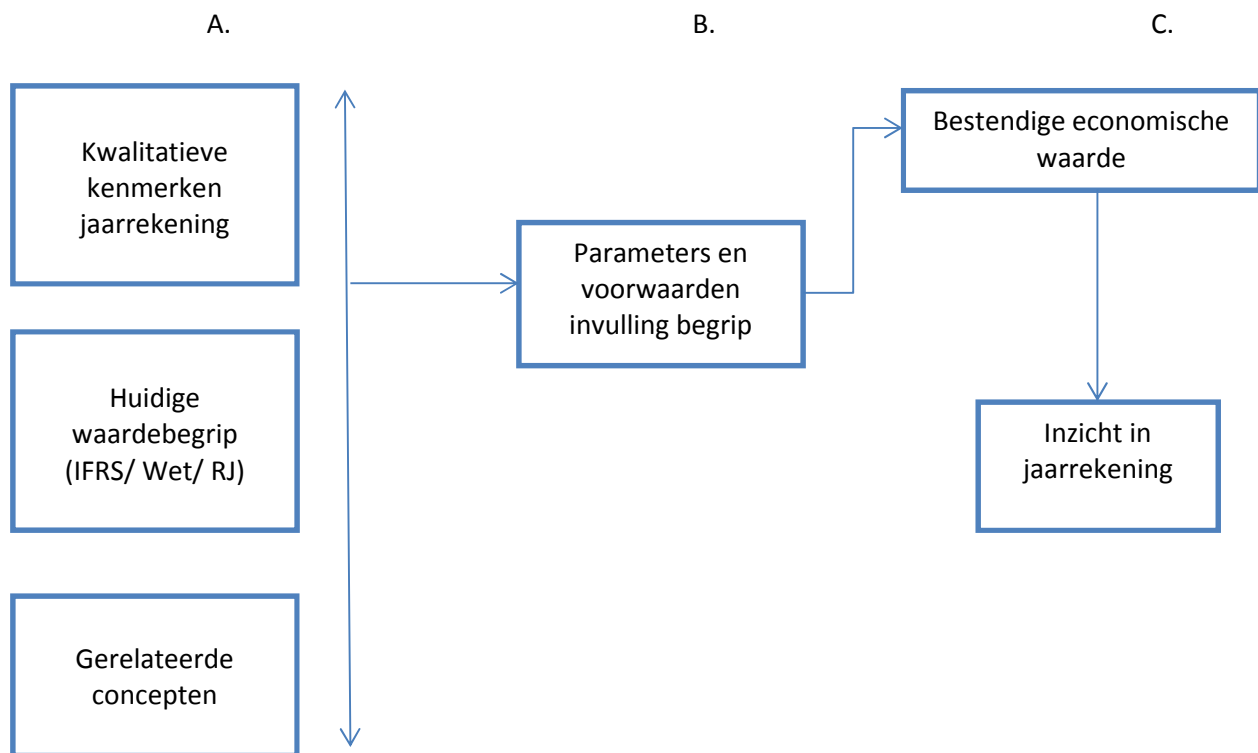 A.
B.
C.
Kwalitatieve
kenmerken
jaarrekening
Huidige
waardebegrip
(IFRS/ Wet/ RJ)
Gerelateerde
concepten
Parameters en
voorwaarden
invulling begrip
Bestendige economische
waarde
Inzicht in
jaarrekening